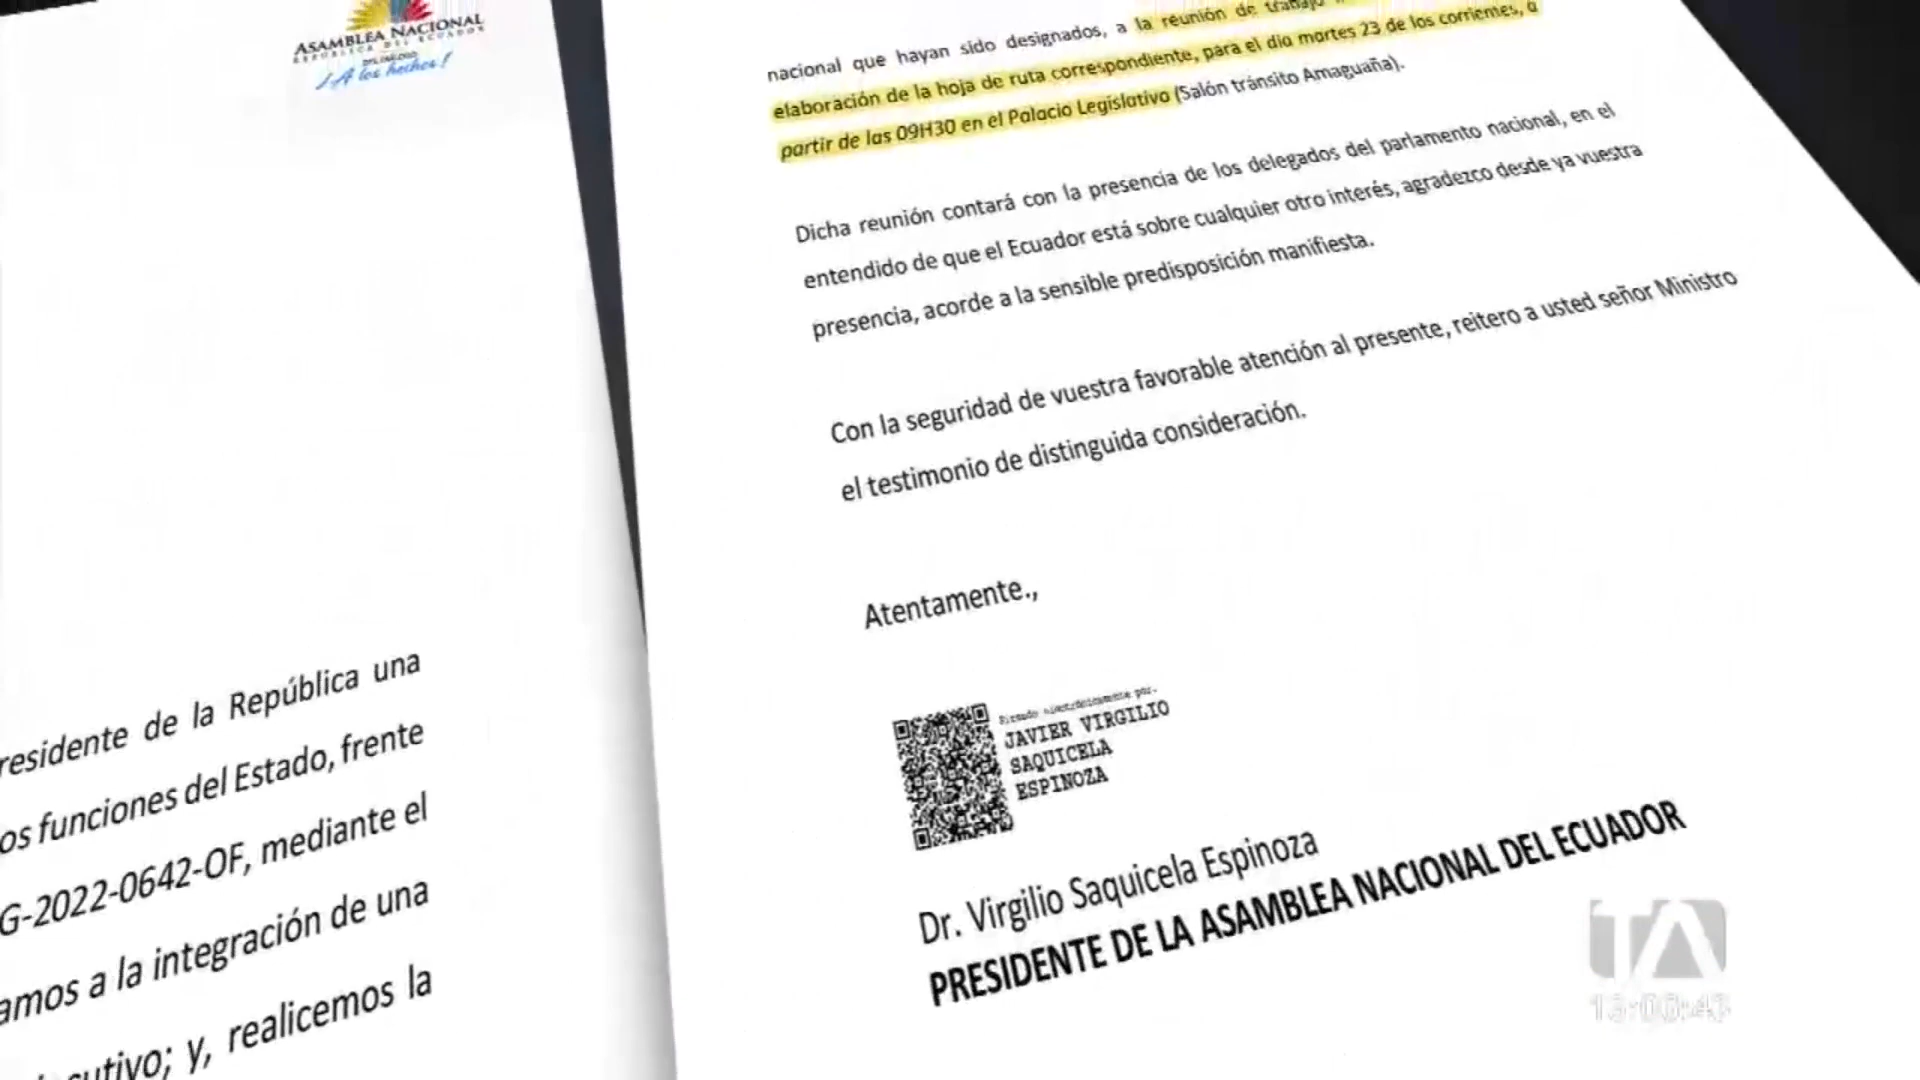 ASAMBLEA NACIONAL
REPÚBLICA DEL ECUADOR
¡A los hechos!
residente de la República una
os funciones del Estado, frente
G-2022-0642-OF, mediante el
amos a la integración de una
utivo; y, realicemos la
nacional que hayan sido designados, a la reunión de trabajo
elaboración de la hoja de ruta correspondiente, para el día martes 23 de los corrientes, a
partir de las 09H30 en el Palacio Legislativo (Salón tránsito Amaguaña).
Dicha reunión contará con la presencia de los delegados del parlamento nacional, en el
entendido de que el Ecuador está sobre cualquier otro interés, agradezco desde ya vuestra
presencia, acorde a la sensible predisposición manifiesta.
Con la seguridad de vuestra favorable atención al presente, reitero a usted señor Ministro
el testimonio de distinguida consideración.
Atentamente.,
Firmado electrónicamente por:
JAVIER VIRGILIO
SAQUICELA
ESPINOZA
Dr. Virgilio Saquicela Espinoza
PRESIDENTE DE LA ASAMBLEA NACIONAL DEL ECUADOR
TA